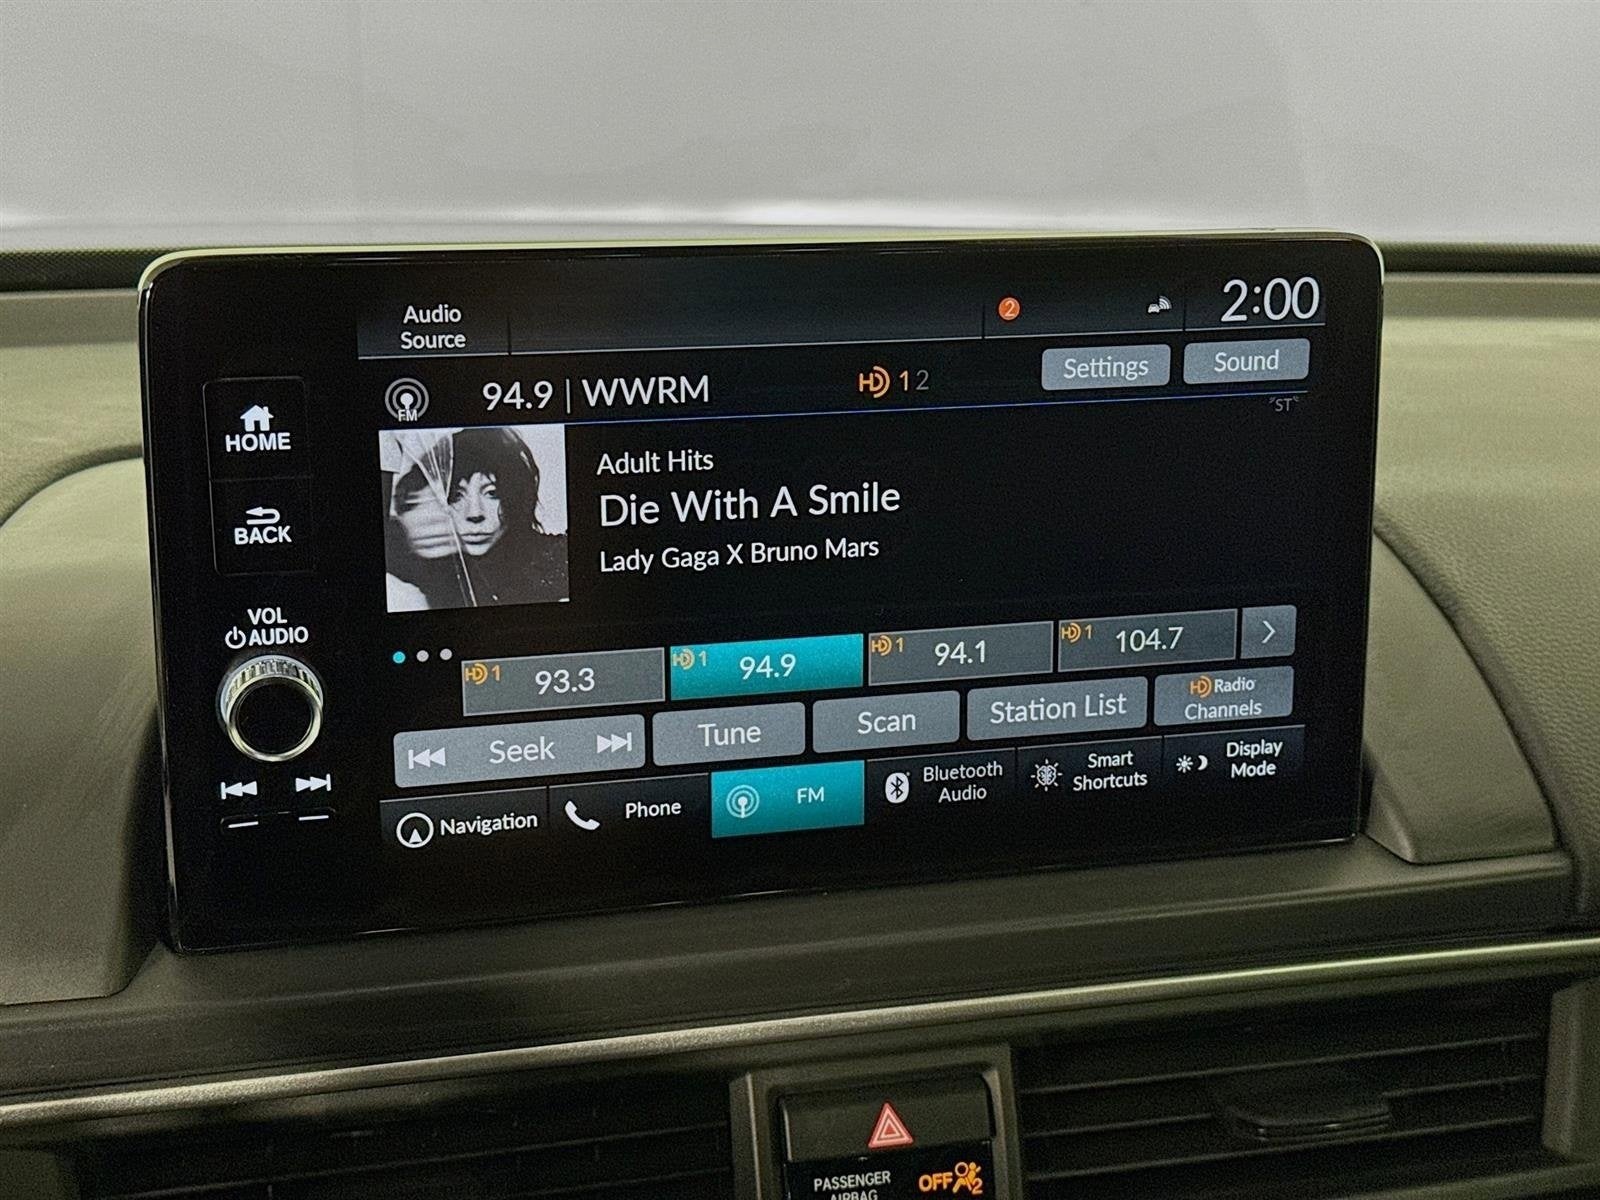 Audio
Source
2
2:00
FM
94.9 | WWRM
HD 1 2
Settings
Sound
"ST"
HOME
Adult Hits
Die With A Smile
Lady Gaga X Bruno Mars
BACK
VOL
AUDIO
HD 1 93.3
HD 1 94.9
HD 1 94.1
HD 1 104.7
Seek
Tune
Scan
Station List
HD Radio
Channels
Navigation
Phone
FM
Bluetooth
Audio
Smart
Shortcuts
Display
Mode
PASSENGER
AIRBAG
OFF 2